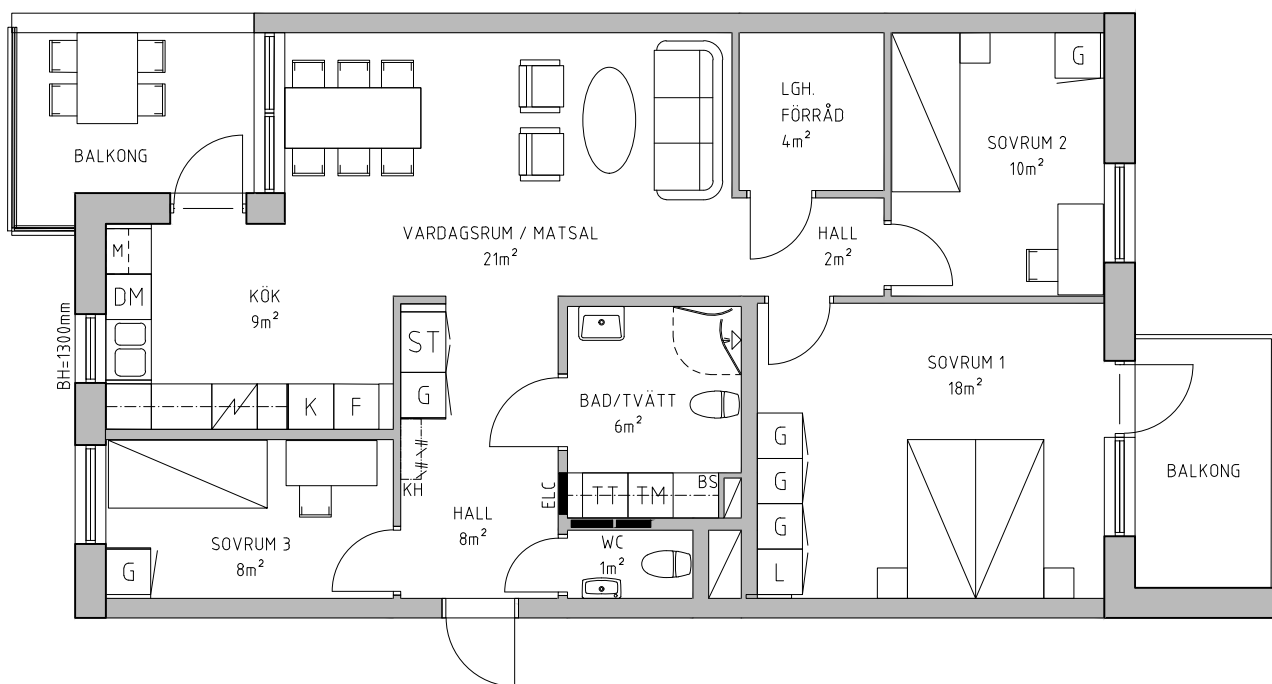 BALKONG
LGH.
FÖRRÅD
4m²
G
SOVRUM 2
10m²
VARDAGSRUM / MATSAL
21m²
HALL
2m²
M
DM
KÖK
9m²
BH=1300mm
K
F
ST
G
KH
BAD/TVÄTT
6m²
ELC
TT
TM
BS
SOVRUM 1
18m²
G
G
G
L
BALKONG
SOVRUM 3
8m²
G
HALL
8m²
WC
1m²